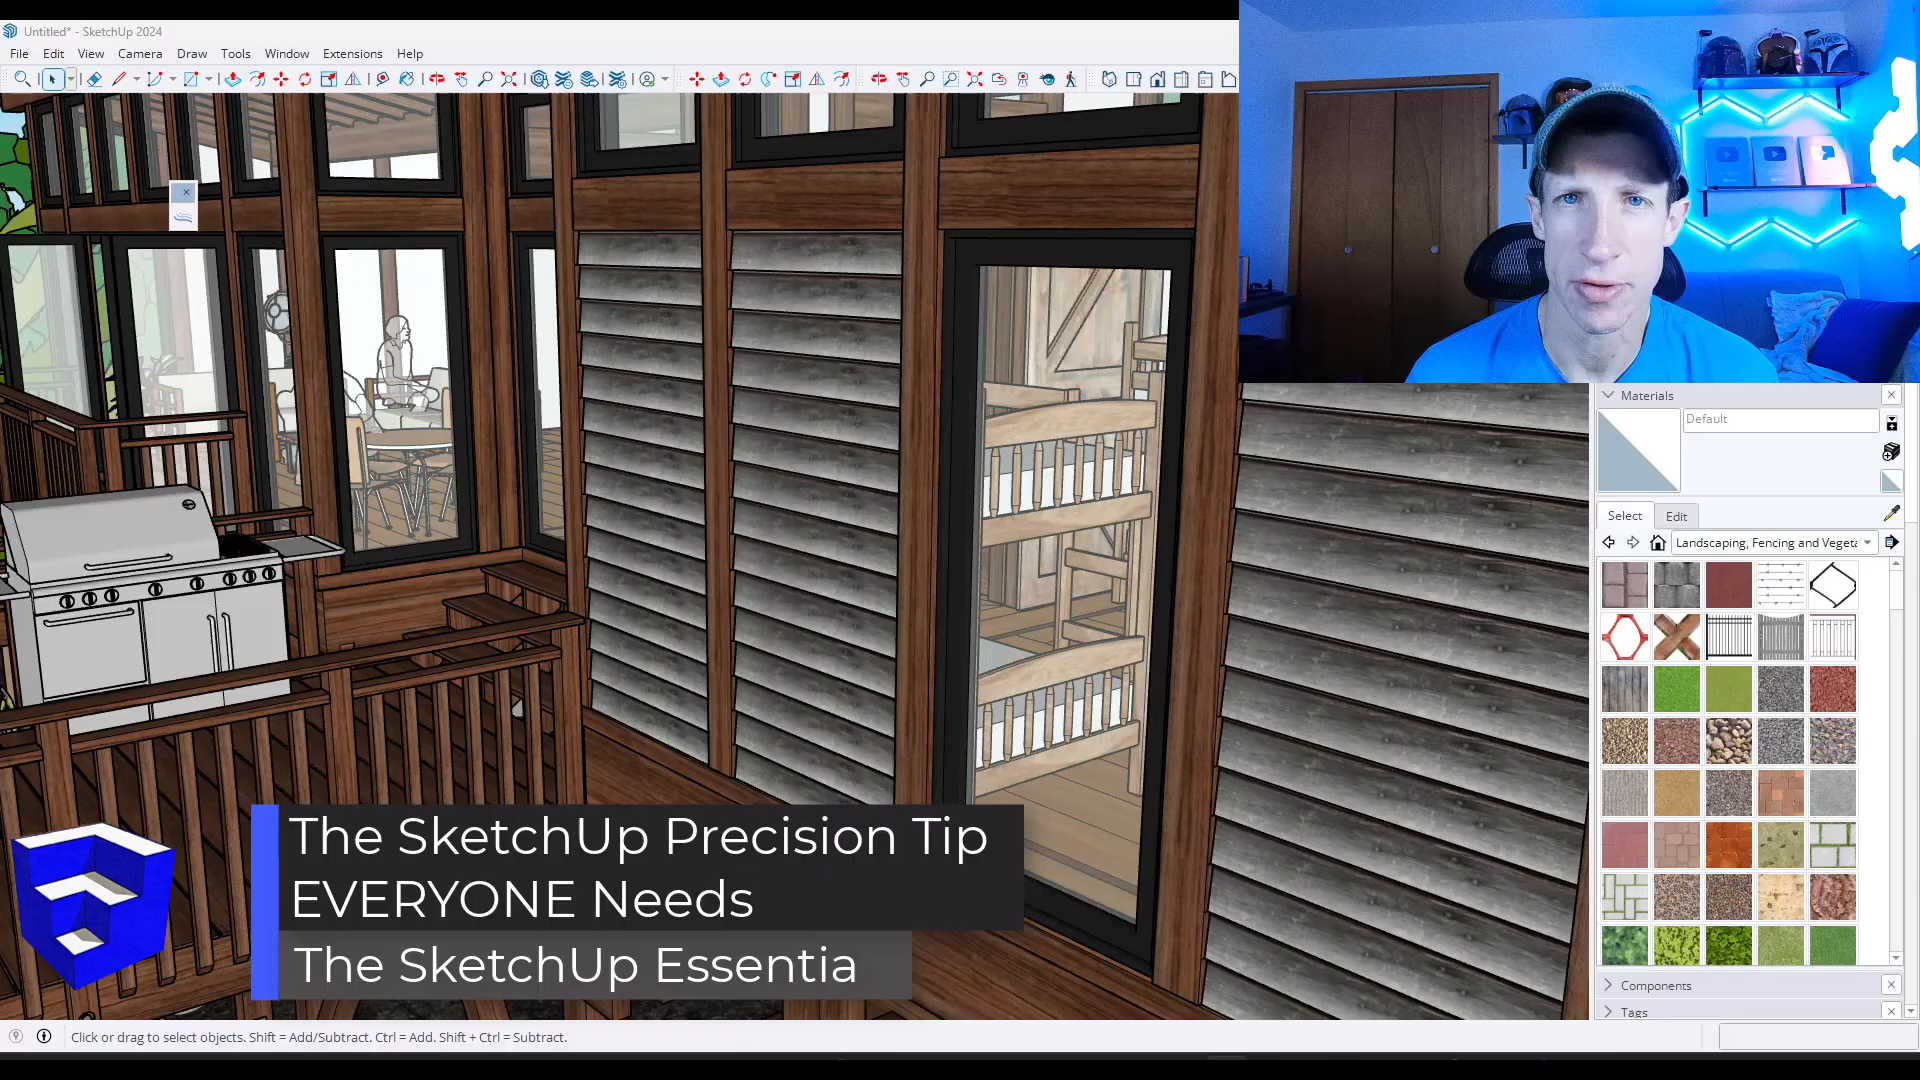 Untitled* - SketchUp 2024
File Edit View Camera Draw Tools Window Extensions Help
Materials
Default
Select Edit
Landscaping, Fencing and Vegeta
The SketchUp Precision Tip
EVERYONE Needs
The SketchUp Essentia
Components
Tags
Click or drag to select objects. Shift = Add/Subtract. Ctrl = Add. Shift + Ctrl = Subtract.